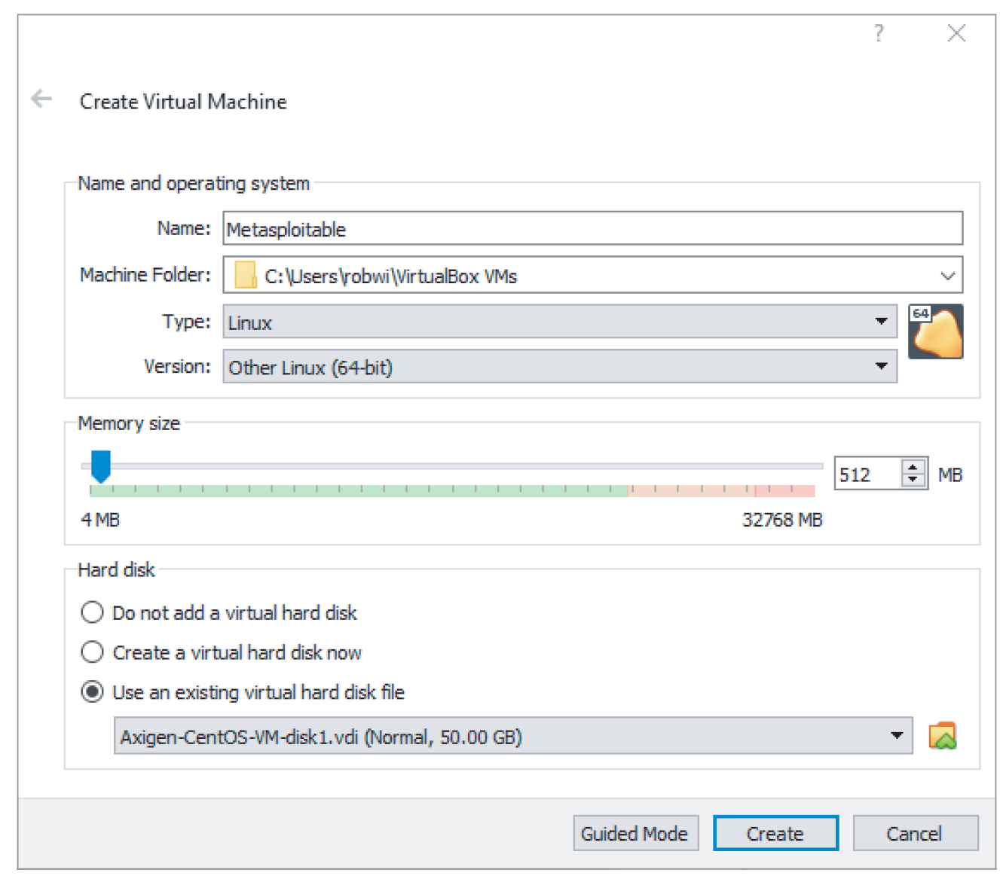 ?
Create Virtual Machine
Name and operating system
Name: Metasploitable
Machine Folder: C:\Users\robwi\VirtualBox VMs
Type: Linux
64
Version: Other Linux (64-bit)
Memory size
512 MB
4 MB 32768 MB
Hard disk
Do not add a virtual hard disk
Create a virtual hard disk now
Use an existing virtual hard disk file
Axigen-CentOS-VM-disk1.vdi (Normal, 50.00 GB)
Guided Mode Create Cancel